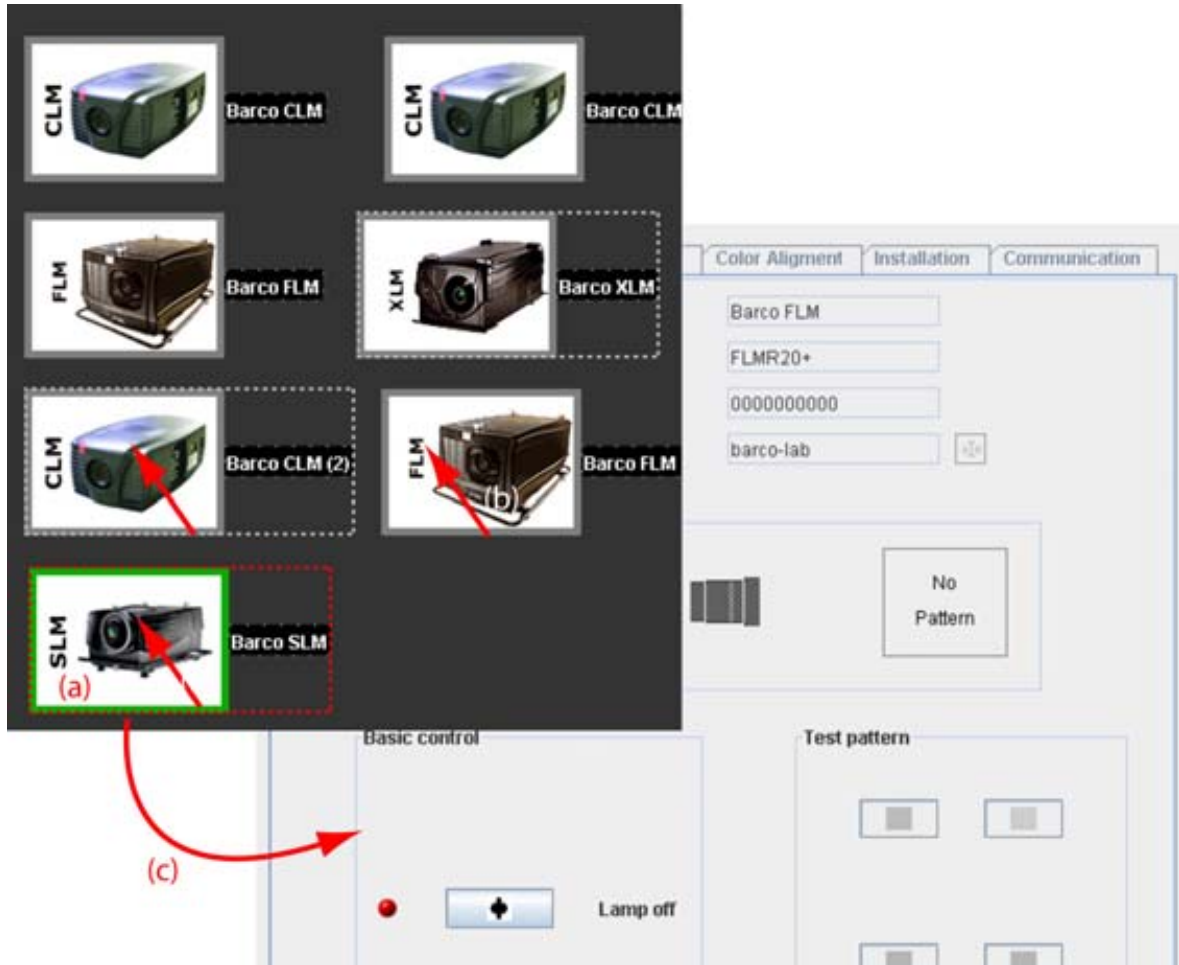 CLM
Barco CLM
CLM
Barco CLM
FLM
Barco FLM
XLM
Barco XLM
CLM
Barco CLM (2)
FLM
(b)
Barco FLM
SLM
(a)
Barco SLM
(c)
Color Aligment
Installation
Communication
Barco FLM
FLMR20+
0000000000
barco-lab
No
Pattern
Basic control
Test pattern
Lamp off